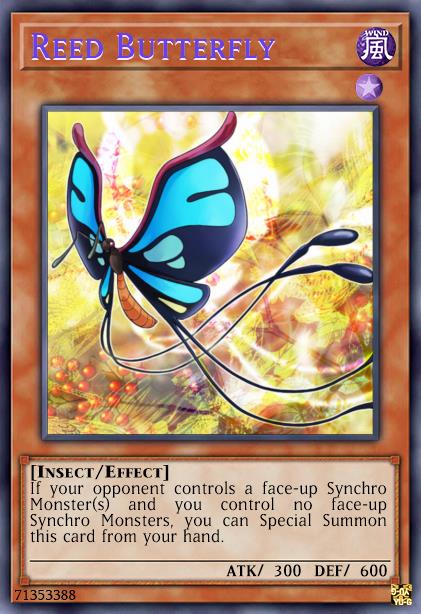 REED BUTTERFLY
WIND
風
[INSECT/EFFECT]
If your opponent controls a face-up Synchro
Monster(s) and you control no face-up
Synchro Monsters, you can Special Summon
this card from your hand.
ATK/ 300 DEF/ 600
71353388